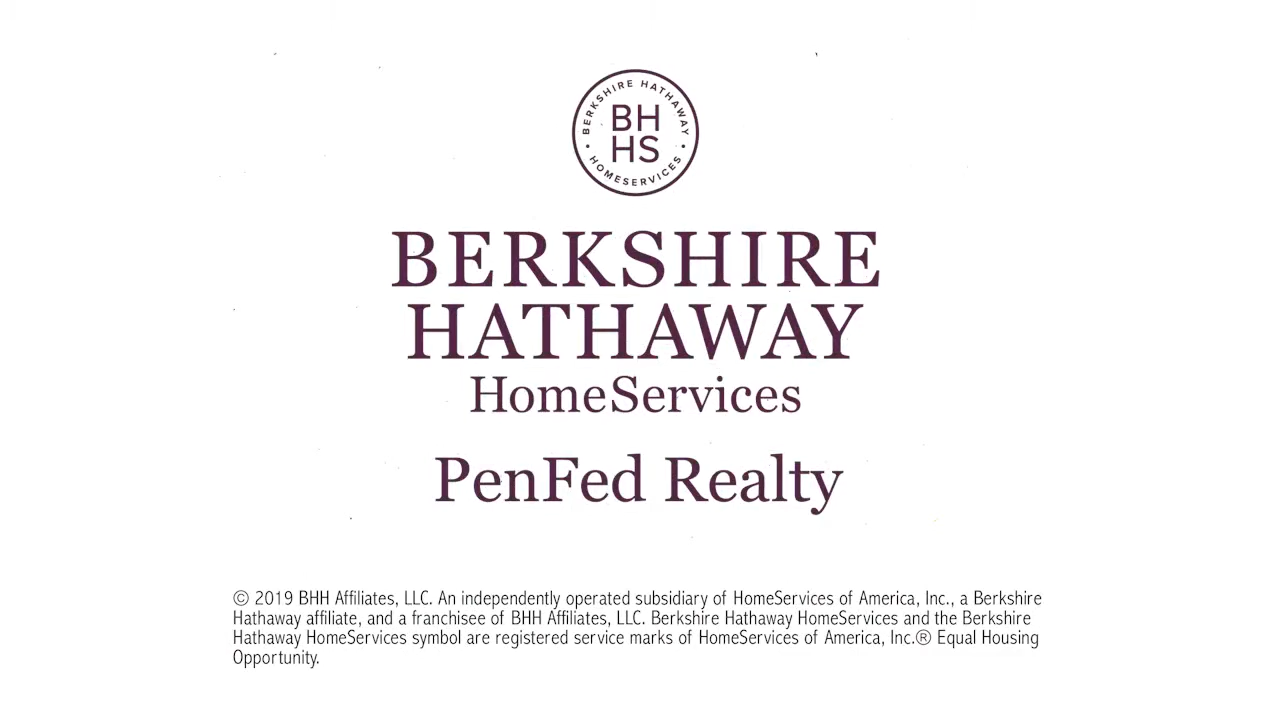 BERKSHIRE HATHAWAY
BH
HS
• HOMESERVICES •
BERKSHIRE
HATHAWAY
HomeServices
PenFed Realty
© 2019 BHH Affiliates, LLC. An independently operated subsidiary of HomeServices of America, Inc., a Berkshire
Hathaway affiliate, and a franchisee of BHH Affiliates, LLC. Berkshire Hathaway HomeServices and the Berkshire
Hathaway HomeServices symbol are registered service marks of HomeServices of America, Inc.® Equal Housing
Opportunity.